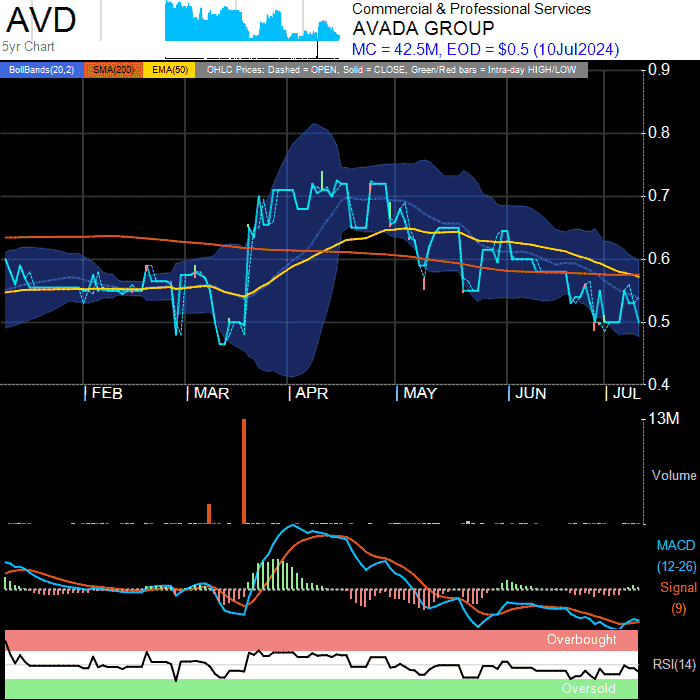 AVD
5yr Chart
Commercial & Professional Services
AVADA GROUP
MC = 42.5M, EOD = $0.5 (10Jul2024)
BollBands(20,2) SMA(200) EMA(50) OHLC Prices: Dashed = OPEN, Solid = CLOSE, Green/Red bars = Intra-day HIGH/LOW
0.9
0.8
0.7
0.6
0.5
0.4
FEB MAR APR MAY JUN JUL
13M
Volume
MACD
(12-26)
Signal
(9)
Overbought
RSI(14)
Oversold